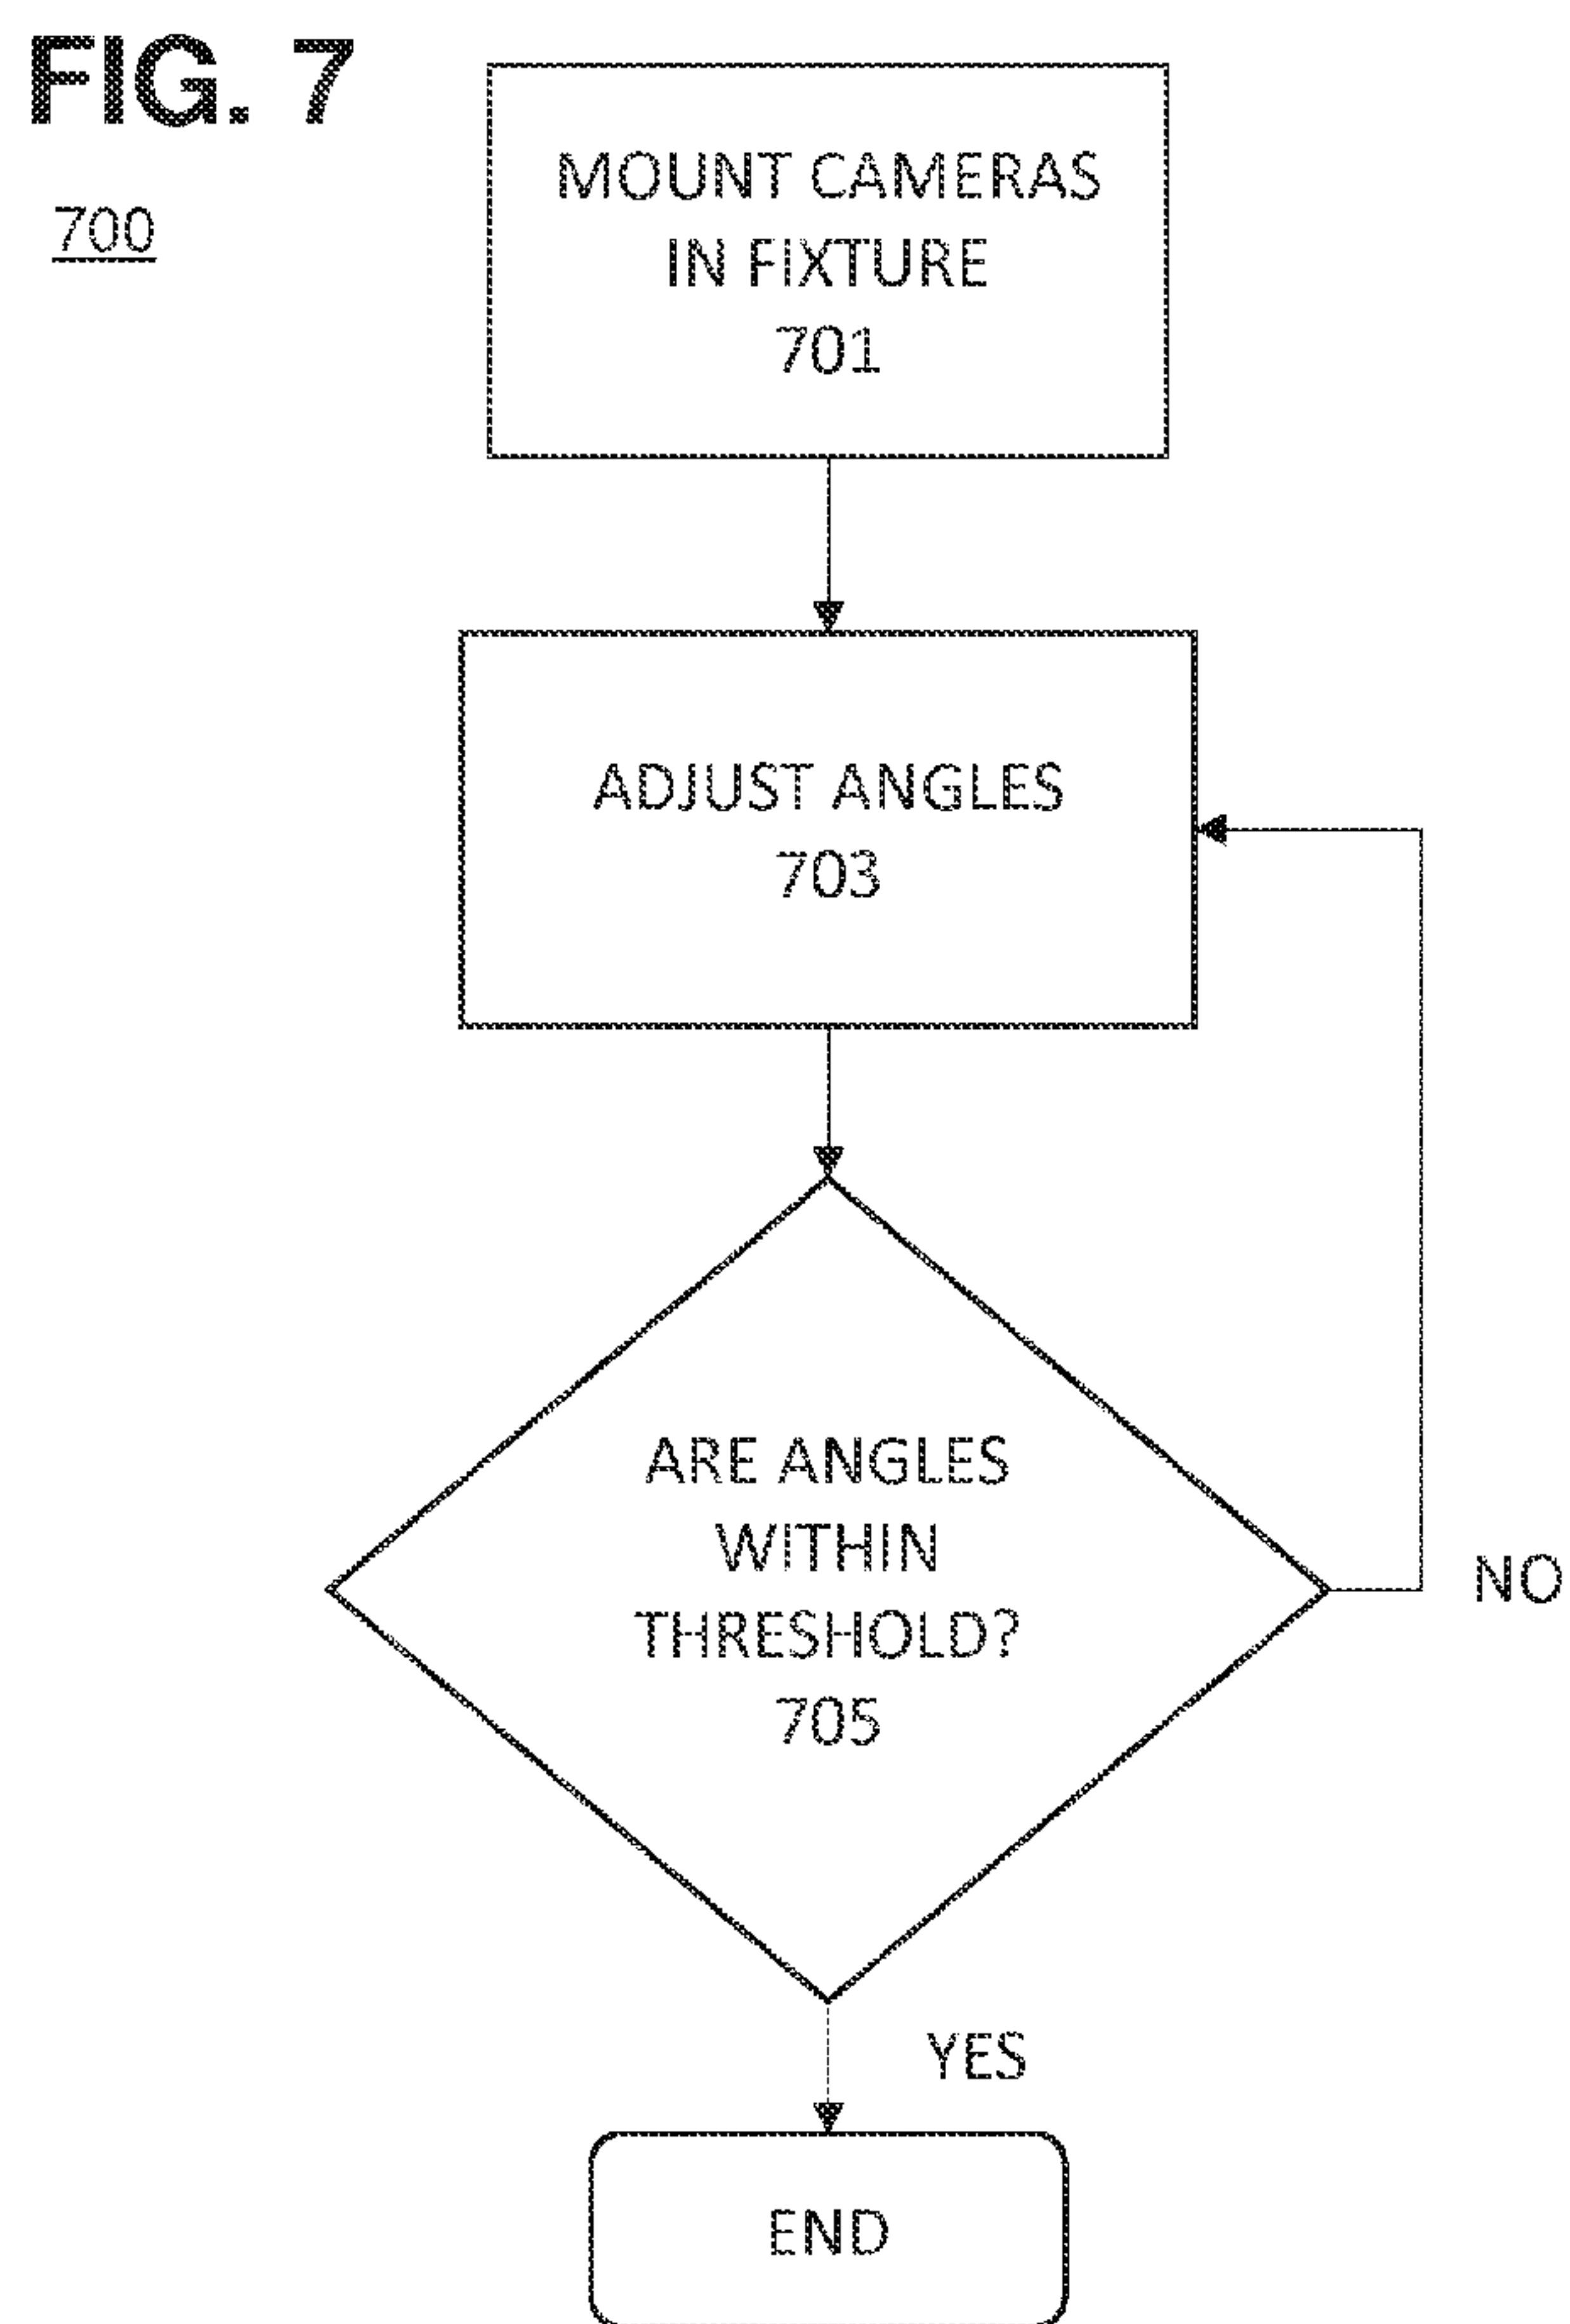 FIG. 7
700
MOUNT CAMERAS
IN FIXTURE
701
ADJUST ANGLES
703
ARE ANGLES
WITHIN
THRESHOLD?
705
NO
YES
END